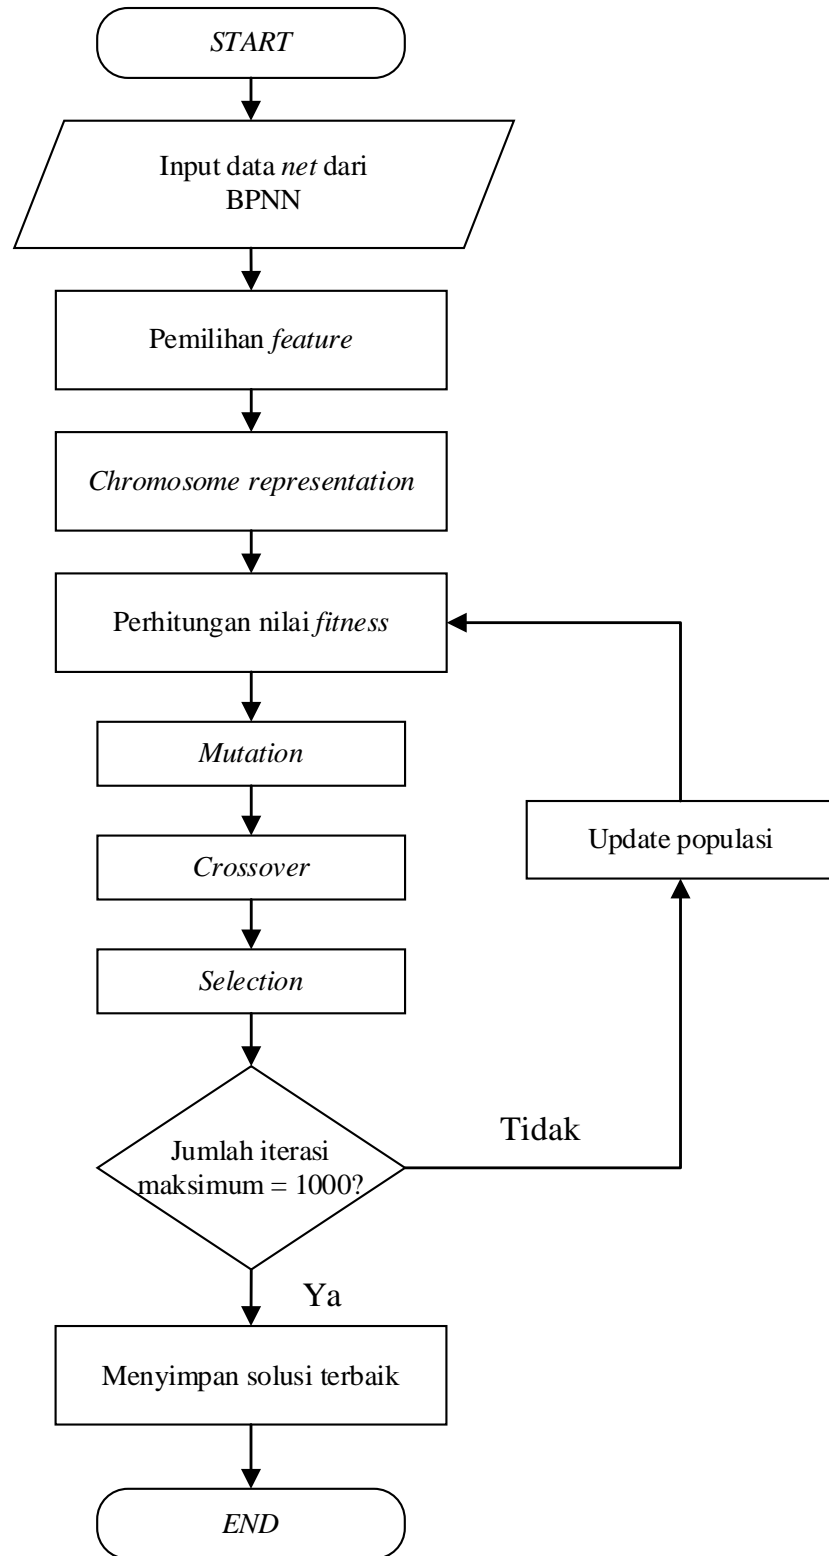 START
Input data net dari
BPNN
Pemilihan feature
Chromosome representation
Perhitungan nilai fitness
Mutation
Update populasi
Crossover
Selection
Tidak
Jumlah iterasi
maksimum = 1000?
Ya
Menyimpan solusi terbaik
END